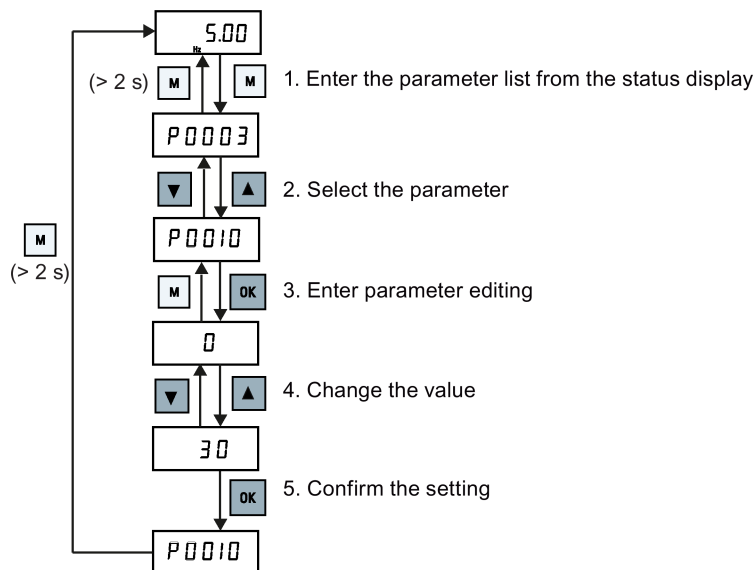 5.00
Hz
(> 2 s) M M 1. Enter the parameter list from the status display
P0003
▼ ▲ 2. Select the parameter
M
(> 2 s)
P0010
M OK 3. Enter parameter editing
0
▼ ▲ 4. Change the value
30
OK 5. Confirm the setting
P0010